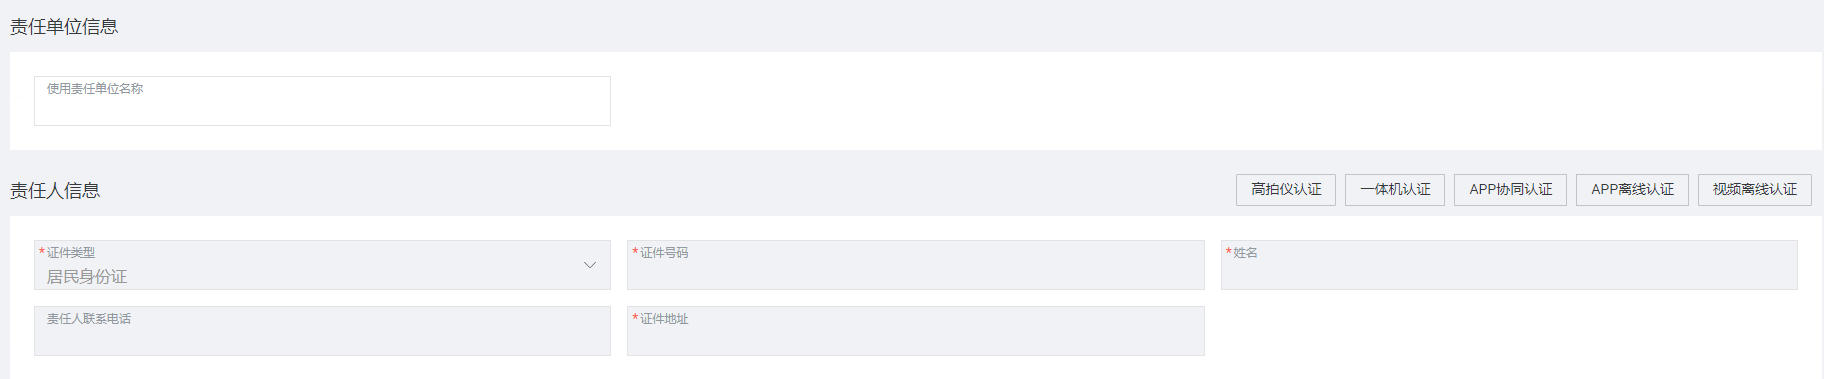 责任单位信息
使用责任单位名称
责任人信息
高拍仪认证 一体机认证 APP协同认证 APP离线认证 视频离线认证
*证件类型 *证件号码 *姓名
居民身份证
责任人联系电话 *证件地址